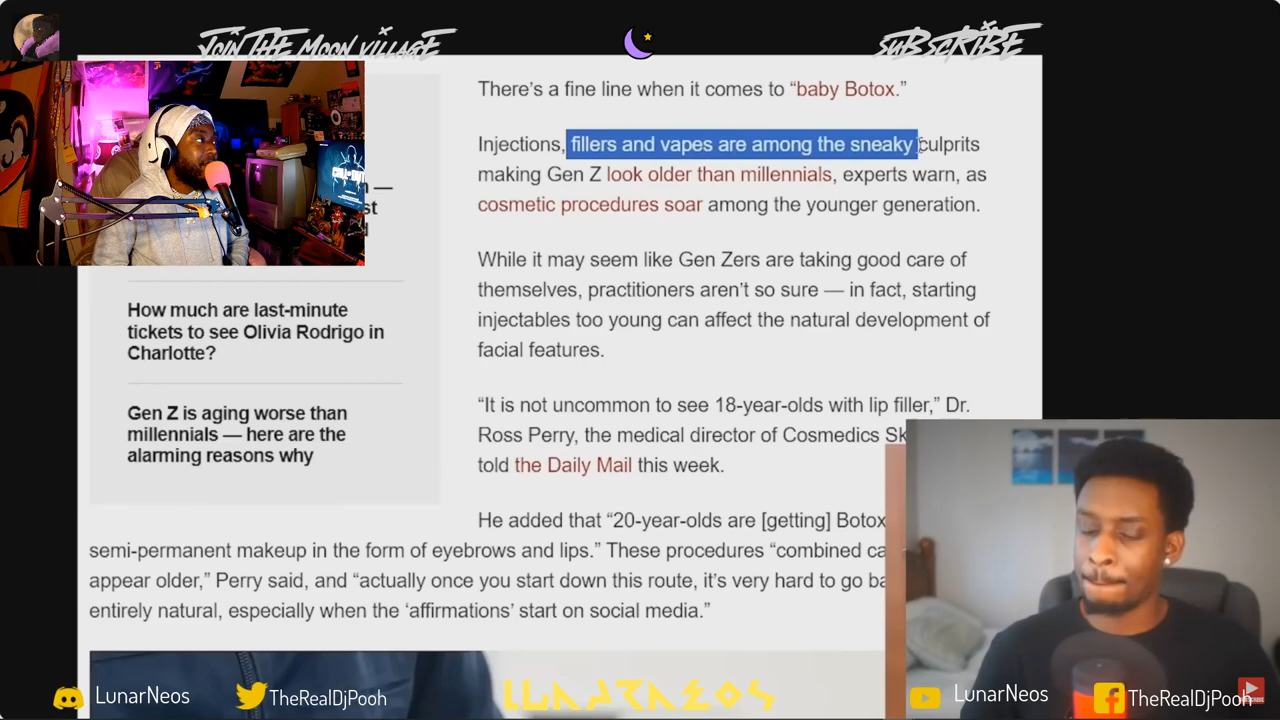 JOIN THE MOON VILLAGE
SUBSCRIBE
There's a fine line when it comes to “baby Botox.”
Injections, fillers and vapes are among the sneaky culprits
making Gen Z look older than millennials, experts warn, as
cosmetic procedures soar among the younger generation.
While it may seem like Gen Zers are taking good care of
themselves, practitioners aren't so sure — in fact, starting
injectables too young can affect the natural development of
facial features.
“It is not uncommon to see 18-year-olds with lip filler,” Dr.
Ross Perry, the medical director of Cosmedics Sk
told the Daily Mail this week.
He added that “20-year-olds are [getting] Botox
semi-permanent makeup in the form of eyebrows and lips.” These procedures “combined ca
appear older,” Perry said, and “actually once you start down this route, it's very hard to go ba
entirely natural, especially when the ‘affirmations’ start on social media.”
—
st
d
How much are last-minute
tickets to see Olivia Rodrigo in
Charlotte?
Gen Z is aging worse than
millennials — here are the
alarming reasons why
CALL OF DUTY
LunarNeos
TheRealDjPooh
LUNARNEOS
LunarNeos
TheRealDjPooh